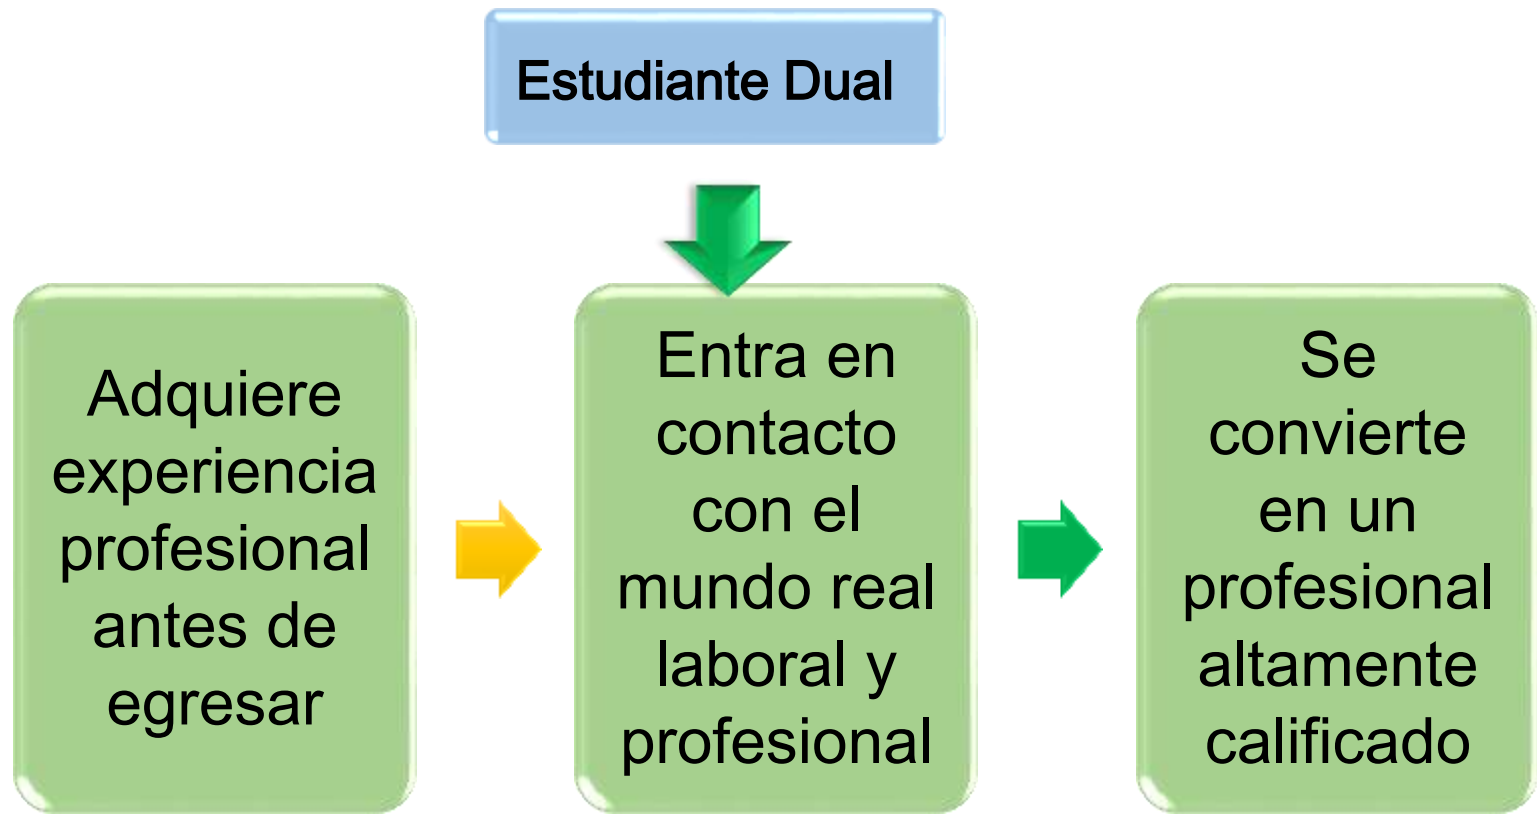 Estudiante Dual
Adquiere
experiencia
profesional
antes de
egresar
Entra en
contacto
con el
mundo real
laboral y
profesional
Se
convierte
en un
profesional
altamente
calificado